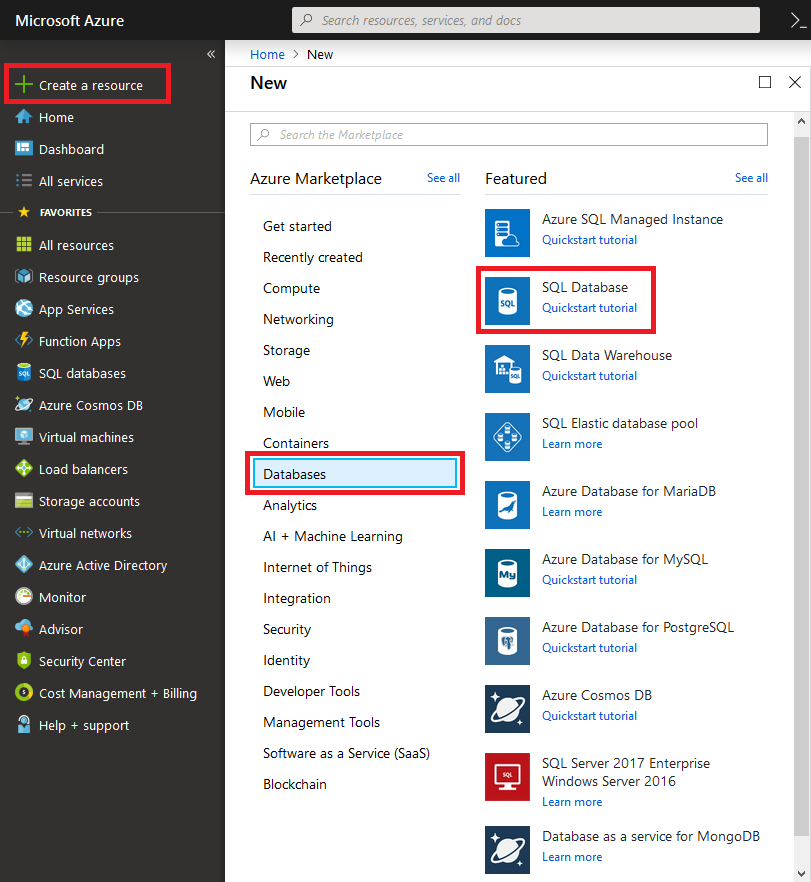 Microsoft Azure
Search resources, services, and docs
Create a resource
Home
Dashboard
All services
FAVORITES
All resources
Resource groups
App Services
Function Apps
SQL databases
Azure Cosmos DB
Virtual machines
Load balancers
Storage accounts
Virtual networks
Azure Active Directory
Monitor
Advisor
Security Center
Cost Management + Billing
Help + support
Home > New
New
Search the Marketplace
Azure Marketplace See all
Get started
Recently created
Compute
Networking
Storage
Web
Mobile
Containers
Databases
Analytics
AI + Machine Learning
Internet of Things
Integration
Security
Identity
Developer Tools
Management Tools
Software as a Service (SaaS)
Blockchain
Featured See all
Azure SQL Managed Instance
Quickstart tutorial
SQL
SQL Database
Quickstart tutorial
SQL
SQL Data Warehouse
Quickstart tutorial
SQL Elastic database pool
Learn more
Azure Database for MariaDB
Learn more
My
Azure Database for MySQL
Quickstart tutorial
Azure Database for PostgreSQL
Quickstart tutorial
Azure Cosmos DB
Quickstart tutorial
SQL
SQL Server 2017 Enterprise
Windows Server 2016
Learn more
Database as a service for MongoDB
Learn more